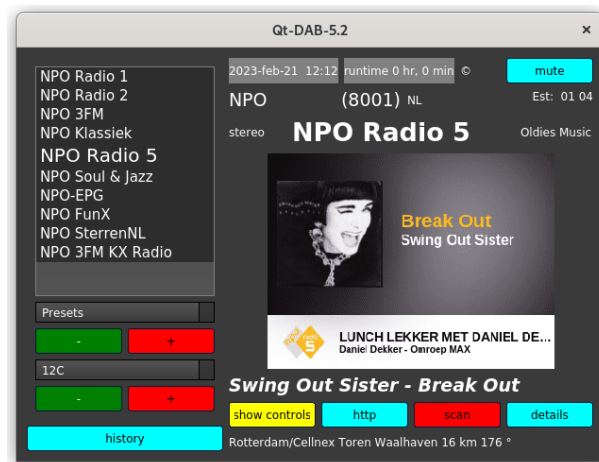 Qt-DAB-5.2
×
NPO Radio 1
NPO Radio 2
NPO 3FM
NPO Klassiek
NPO Radio 5
NPO Soul & Jazz
NPO-EPG
NPO FunX
NPO SterrenNL
NPO 3FM KX Radio
Presets
- +
12C
- +
history
2023-feb-21 12:12 runtime 0 hr, 0 min © mute
NPO (8001) NL Est: 01 04
stereo NPO Radio 5 Oldies Music
Break Out
Swing Out Sister
npo radio 5
LUNCH LEKKER MET DANIEL DE...
Daniel Dekker - Omroep MAX
Swing Out Sister - Break Out
show controls http scan details
Rotterdam/Cellnex Toren Waalhaven 16 km 176 °